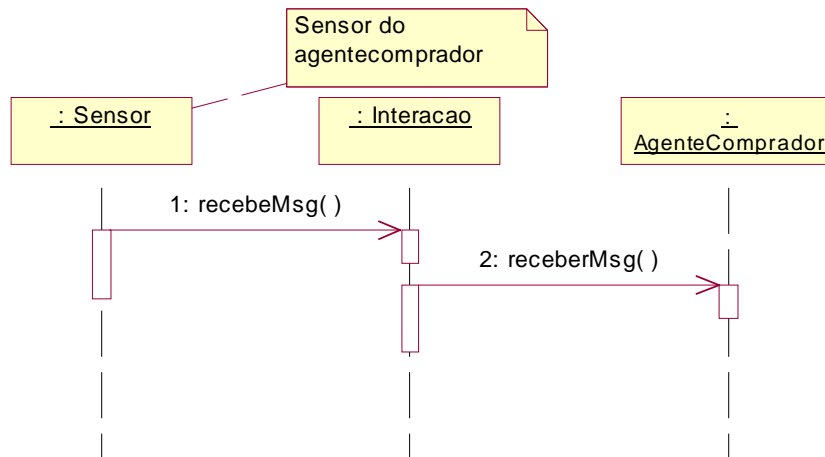 Sensor do
agentecomprador
: Sensor
: Interacao
:
AgenteComprador
1: recebeMsg( )
2: receberMsg( )